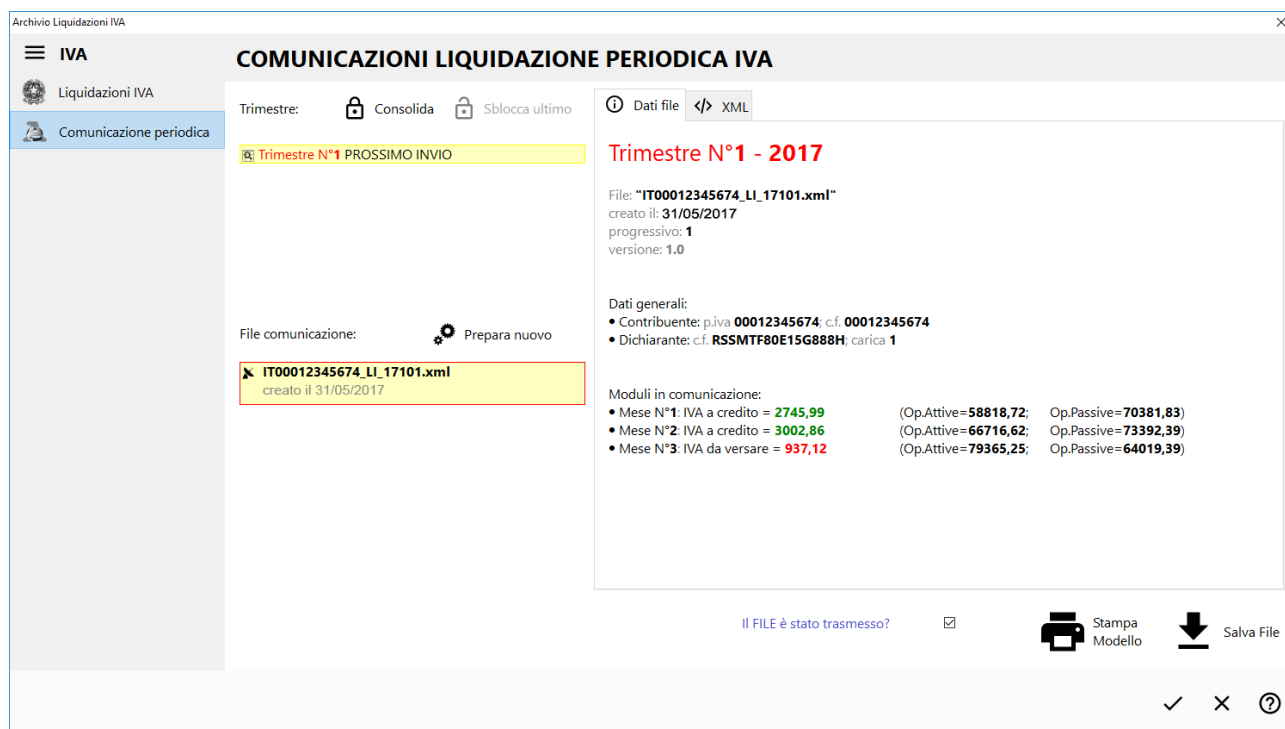 Archivio Liquidazioni IVA
IVA
Liquidazioni IVA
Comunicazione periodica
COMUNICAZIONI LIQUIDAZIONE PERIODICA IVA
Trimestre: Consolida Sblocca ultimo
Trimestre N°1 PROSSIMO INVIO
File comunicazione: Prepara nuovo
IT00012345674_LI_17101.xml
creato il 31/05/2017
Dati file </> XML
Trimestre N°1 - 2017
File: "IT00012345674_LI_17101.xml"
creato il: 31/05/2017
progressivo: 1
versione: 1.0
Dati generali:
• Contribuente: p.iva 00012345674; c.f. 00012345674
• Dichiarante: c.f. RSSMTF80E15G888H; carica 1
Moduli in comunicazione:
• Mese N°1: IVA a credito = 2745,99 (Op.Attive=58818,72; Op.Passive=70381,83)
• Mese N°2: IVA a credito = 3002,86 (Op.Attive=66716,62; Op.Passive=73392,39)
• Mese N°3: IVA da versare = 937,12 (Op.Attive=79365,25; Op.Passive=64019,39)
Il FILE è stato trasmesso?
Stampa
Modello
Salva File